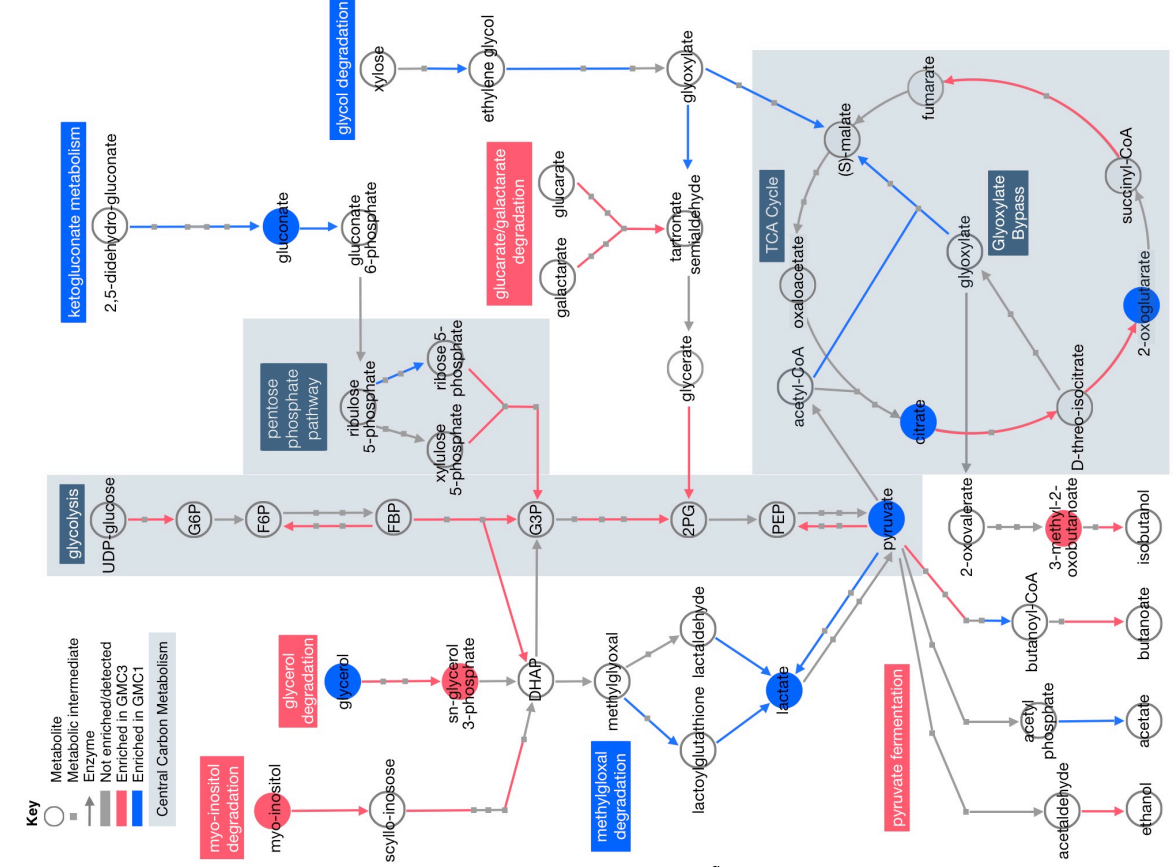 Key
Metabolite
Metabolic intermediate
Enzyme
Not enriched/detected
Enriched in GMC3
Enriched in GMC1
Central Carbon Metabolism
ketogluconate metabolism
2,5-didehydro-gluconate
gluconate
gluconate
6-phosphate
glycol degradation
xylose
ethylene glycol
glyoxylate
glucarate/galactarate
degradation
galactarate
glucarate
tartronate
semialdehyde
glycerate
pentose
phosphate
pathway
ribulose
5-phosphate
xylulose
5-phosphate
ribose 5-
phosphate
glycolysis
UDP-glucose
G6P
F6P
FBP
G3P
2PG
PEP
pyruvate
TCA Cycle
(S)-malate
fumarate
succinyl-CoA
2-oxoglutarate
D-threo-isocitrate
citrate
oxaloacetate
acetyl-CoA
Glyoxylate
Bypass
glyoxylate
glycerol
degradation
glycerol
sn-glycerol
3-phosphate
DHAP
myo-inositol
degradation
myo-inositol
scyllo-inosose
methylglyoxal
methylgloxal
degradation
lactoylglutathione
lactaldehyde
lactate
pyruvate fermentation
2-oxovalerate
3-methyl-2-
oxobutanoate
isobutanol
butanoyl-CoA
butanoate
acetyl
phosphate
acetate
acetaldehyde
ethanol